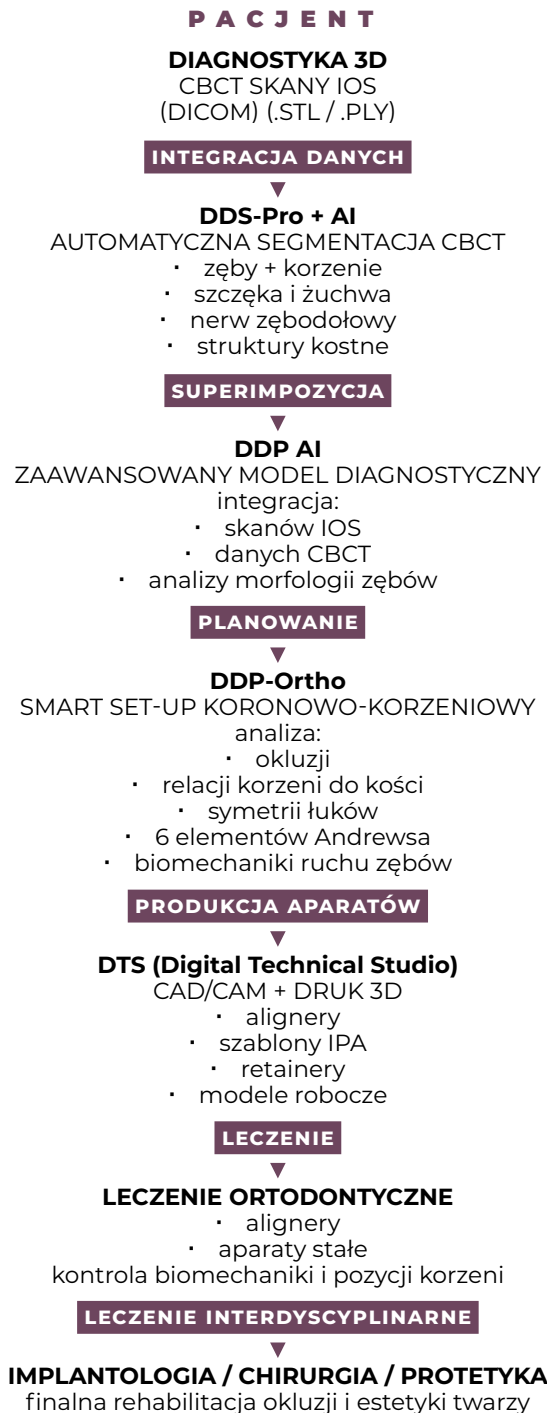 PACJENT
DIAGNOSTYKA 3D
CBCT SKANY IOS
(DICOM) (.STL / .PLY)
INTEGRACJA DANYCH
DDS-Pro + AI
AUTOMATYCZNA SEGMENTACJA CBCT
· zęby + korzenie
· szczęka i żuchwa
· nerw zębodołowy
· struktury kostne
SUPERIMPOZYCJA
DDP AI
ZAAWANSOWANY MODEL DIAGNOSTYCZNY
integracja:
· skanów IOS
· danych CBCT
· analizy morfologii zębów
PLANOWANIE
DDP-Ortho
SMART SET-UP KORONOWO-KORZENIOWY
analiza:
· okluzji
· relacji korzeni do kości
· symetrii łuków
· 6 elementów Andrewsa
· biomechaniki ruchu zębów
PRODUKCJA APARATÓW
DTS (Digital Technical Studio)
CAD/CAM + DRUK 3D
· alignery
· szablony IPA
· retainery
· modele robocze
LECZENIE
LECZENIE ORTODONTYCZNE
· alignery
· aparaty stałe
kontrola biomechaniki i pozycji korzeni
LECZENIE INTERDYSCYPLINARNE
IMPLANTOLOGIA / CHIRURGIA / PROTETYKA
finalna rehabilitacja okluzji i estetyki twarzy